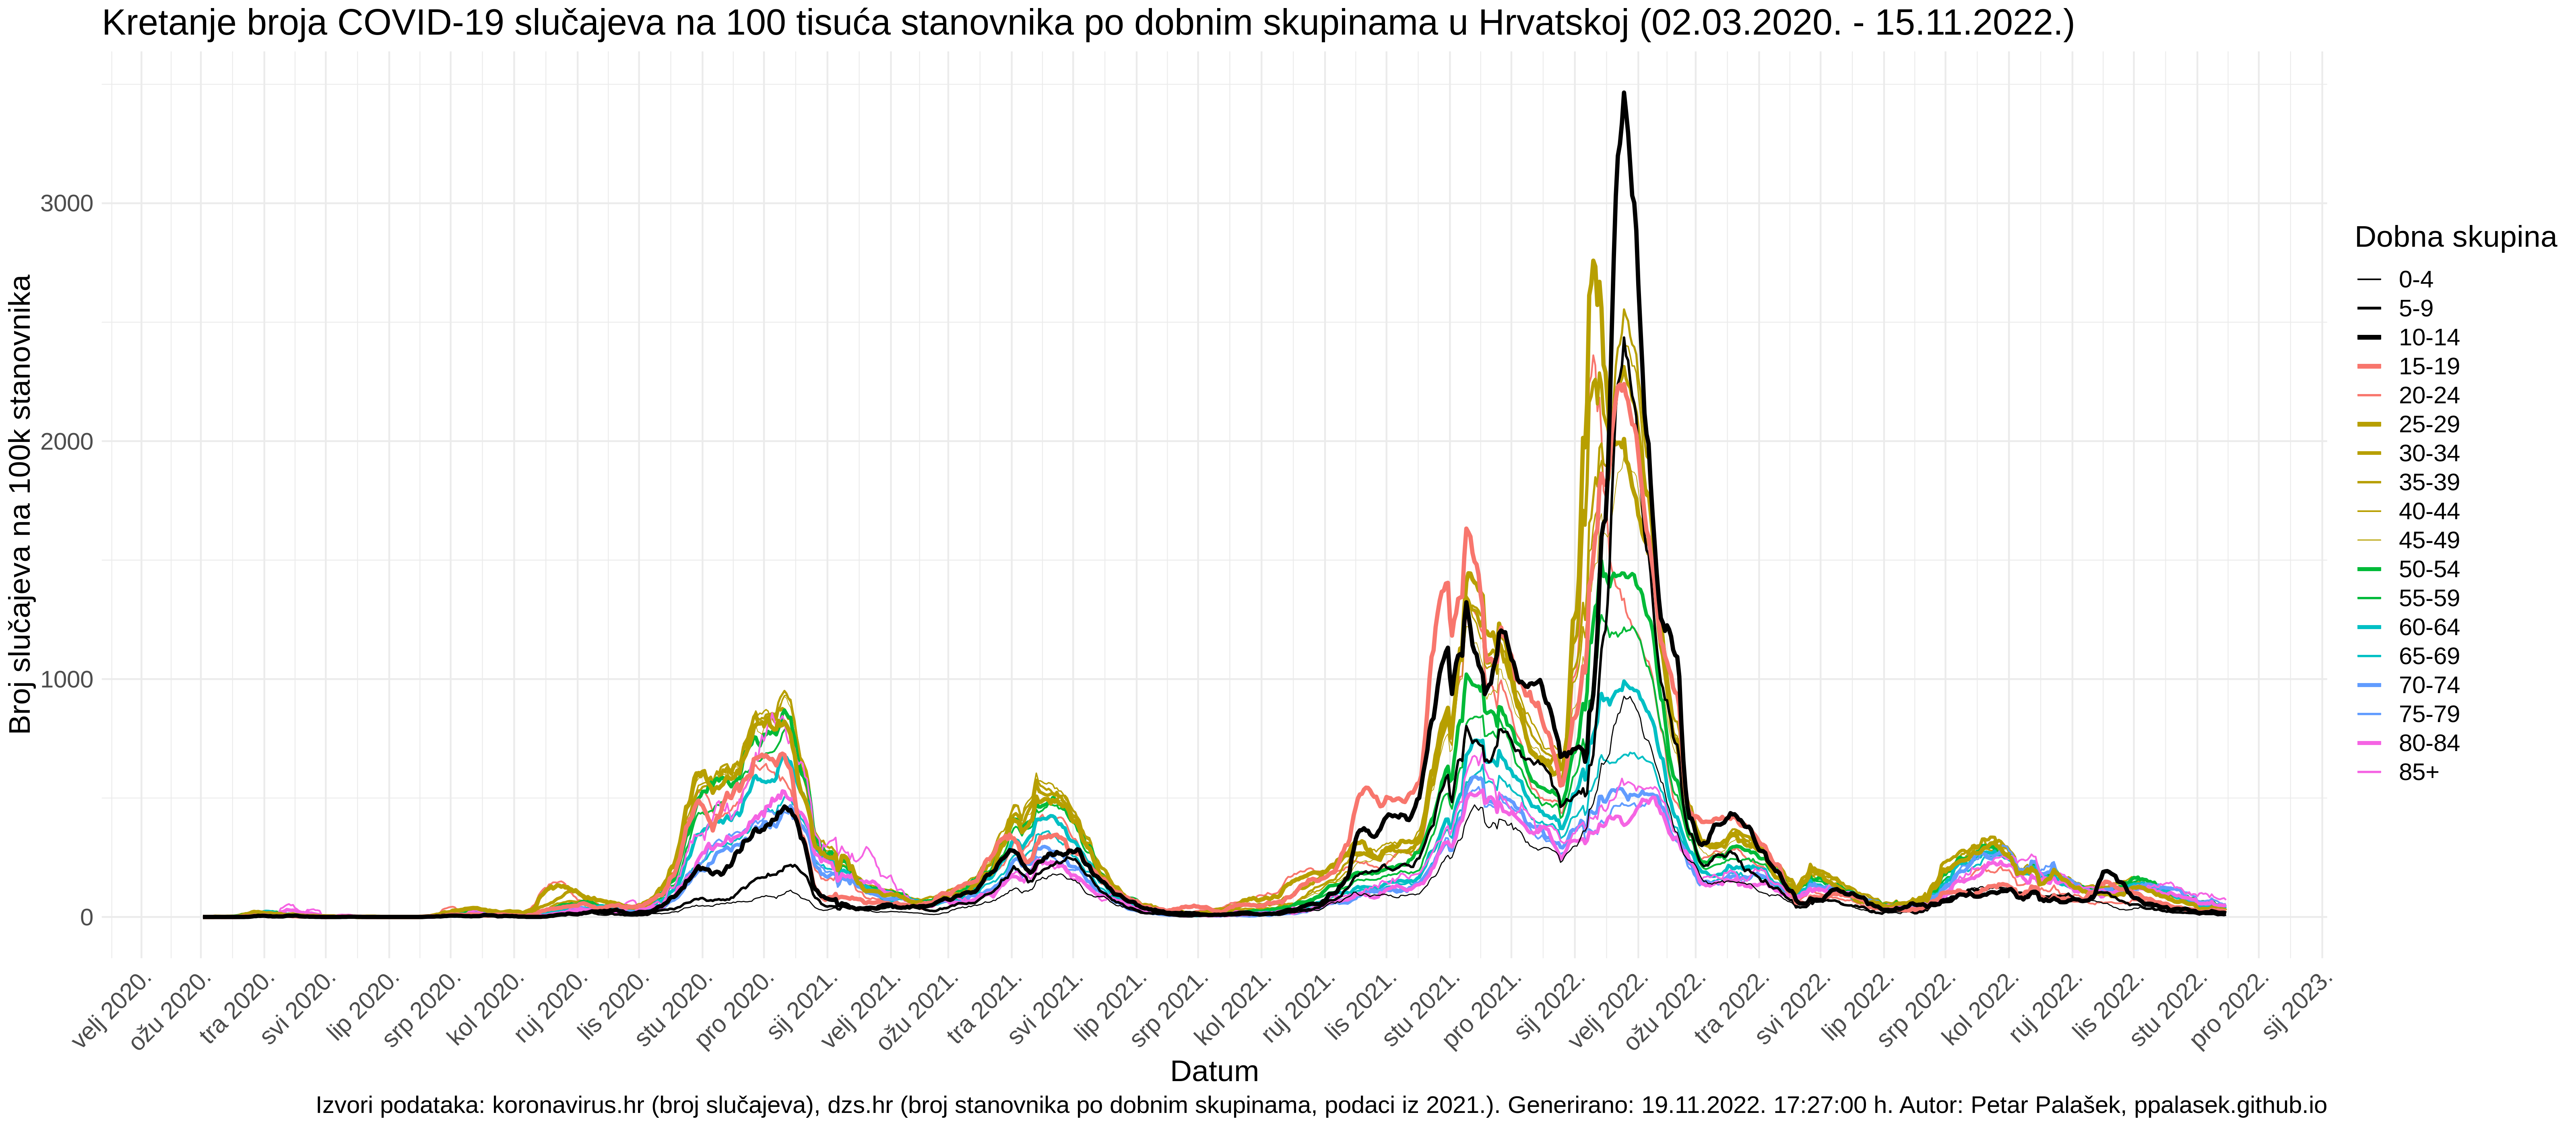 Kretanje broja COVID-19 slučajeva na 100 tisuća stanovnika po dobnim skupinama u Hrvatskoj (02.03.2020. - 15.11.2022.)
Broj slučajeva na 100k stanovnika
3000
2000
1000
0
Dobna skupina
0-4
5-9
10-14
15-19
20-24
25-29
30-34
35-39
40-44
45-49
50-54
55-59
60-64
65-69
70-74
75-79
80-84
85+
velj 2020.
ožu 2020.
tra 2020.
svi 2020.
lip 2020.
srp 2020.
kol 2020.
ruj 2020.
lis 2020.
stu 2020.
pro 2020.
sij 2021.
velj 2021.
ožu 2021.
tra 2021.
svi 2021.
lip 2021.
srp 2021.
kol 2021.
ruj 2021.
lis 2021.
stu 2021.
pro 2021.
sij 2022.
velj 2022.
ožu 2022.
tra 2022.
svi 2022.
lip 2022.
srp 2022.
kol 2022.
ruj 2022.
lis 2022.
stu 2022.
pro 2022.
sij 2023.
Datum
Izvori podataka: koronavirus.hr (broj slučajeva), dzs.hr (broj stanovnika po dobnim skupinama, podaci iz 2021.). Generirano: 19.11.2022. 17:27:00 h. Autor: Petar Palašek, ppalasek.github.io